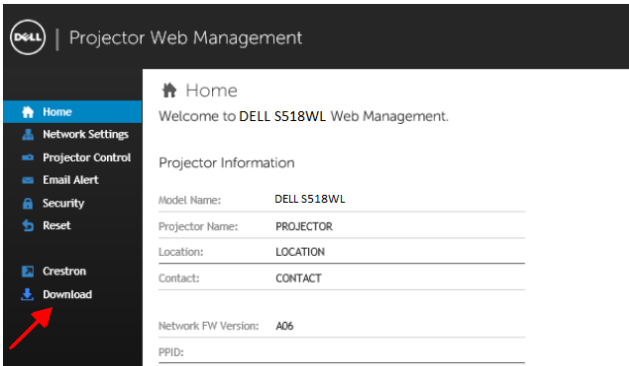 DELL | Projector Web Management
Home
Network Settings
Projector Control
Email Alert
Security
Reset
Crestron
Download
Home
Welcome to DELL S518WL Web Management.
Projector Information
Model Name: DELL S518WL
Projector Name: PROJECTOR
Location: LOCATION
Contact: CONTACT
Network FW Version: A06
PPID: